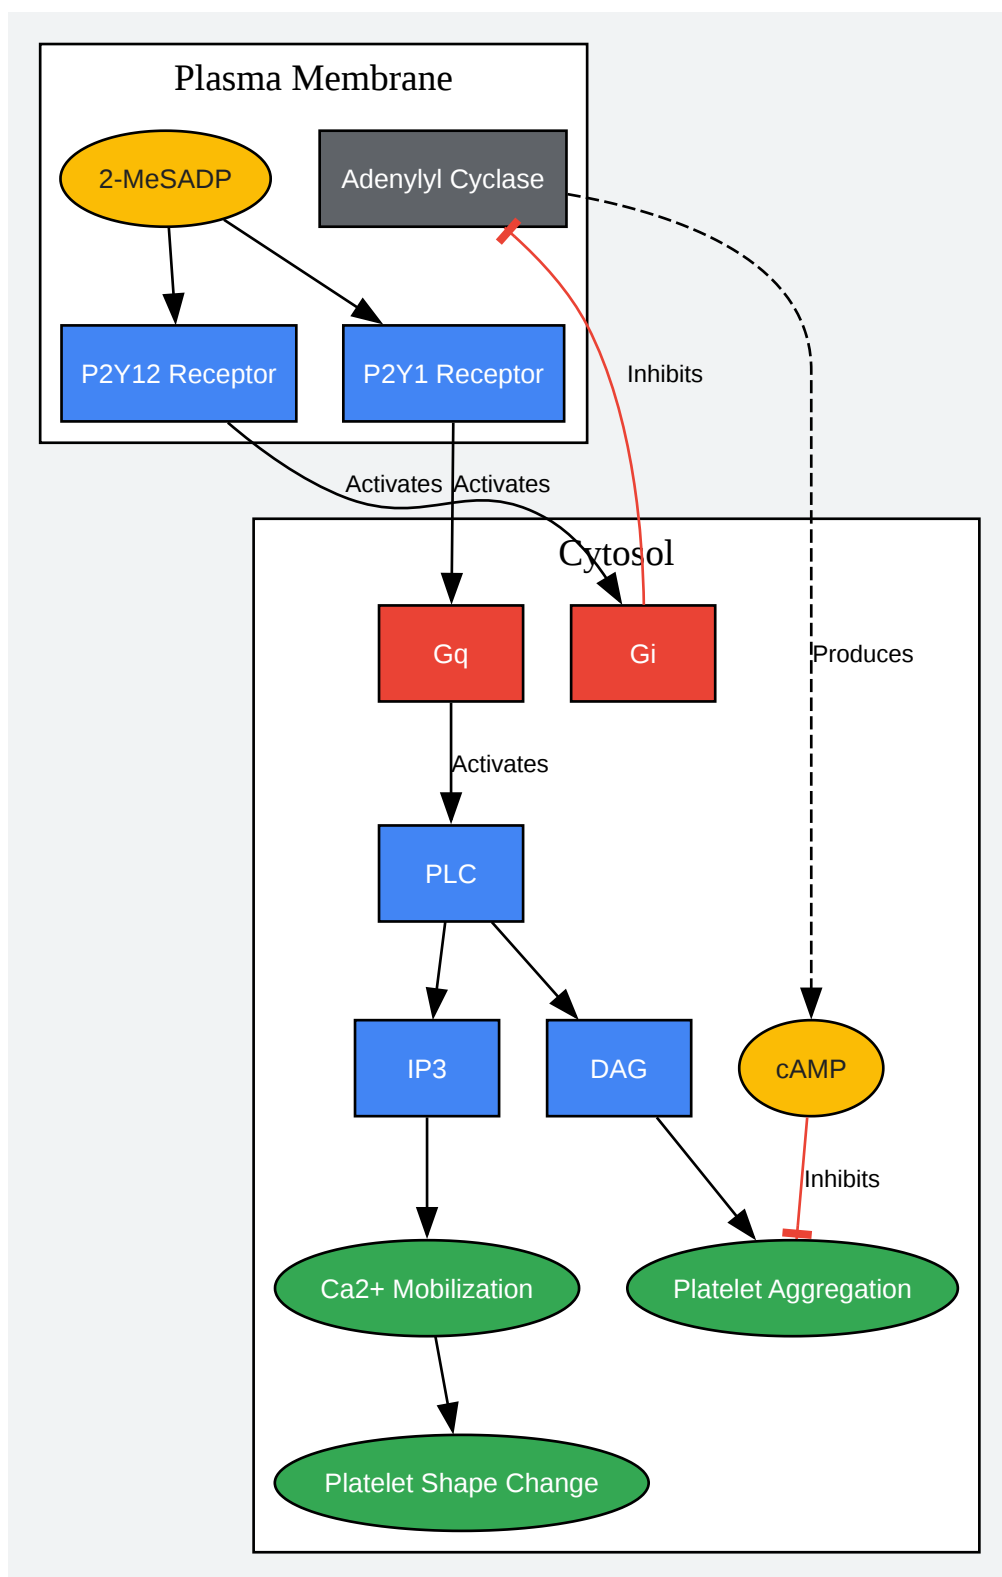 Plasma Membrane
2-MeSADP
Adenylyl Cyclase
P2Y12 Receptor
P2Y1 Receptor
Inhibits
Activates
Activates
Cytosol
Gq
Gi
Produces
Activates
PLC
IP3
DAG
cAMP
Inhibits
Ca2+ Mobilization
Platelet Aggregation
Platelet Shape Change